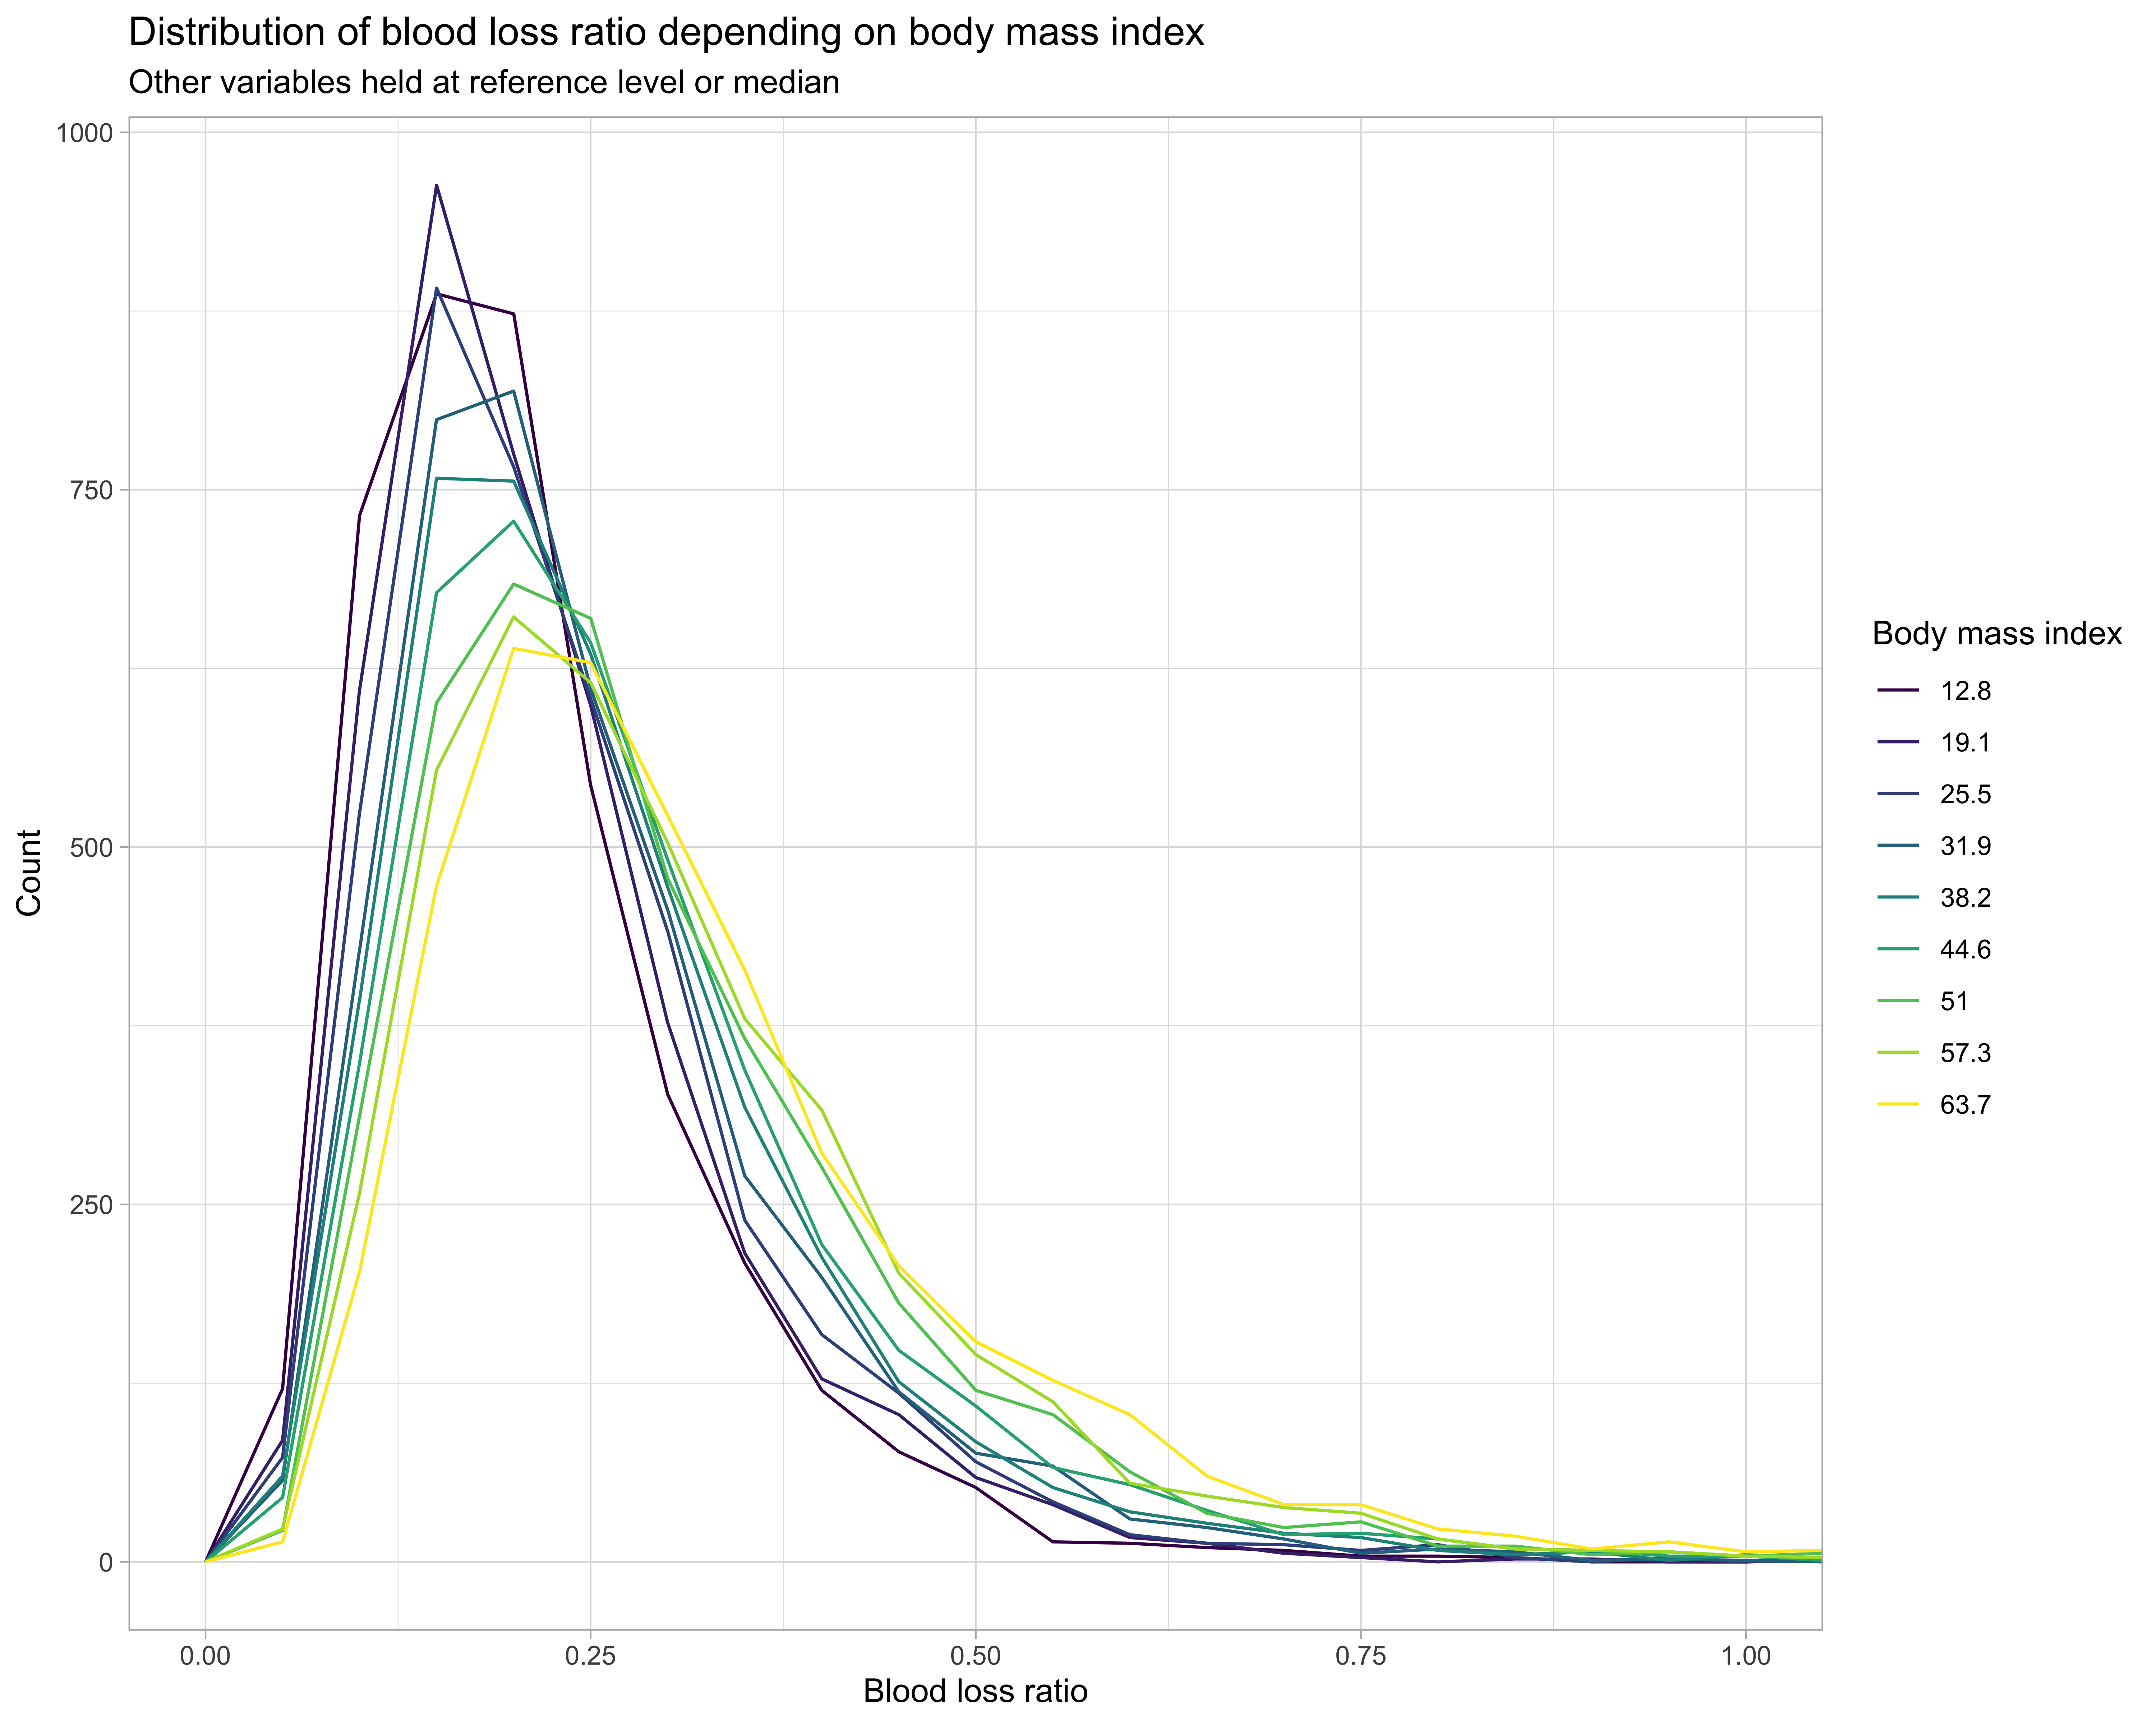 Distribution of blood loss ratio depending on body mass index
Other variables held at reference level or median
1000
750
500
250
0
Count
0.00 0.25 0.50 0.75 1.00
Blood loss ratio
Body mass index
12.8
19.1
25.5
31.9
38.2
44.6
51
57.3
63.7